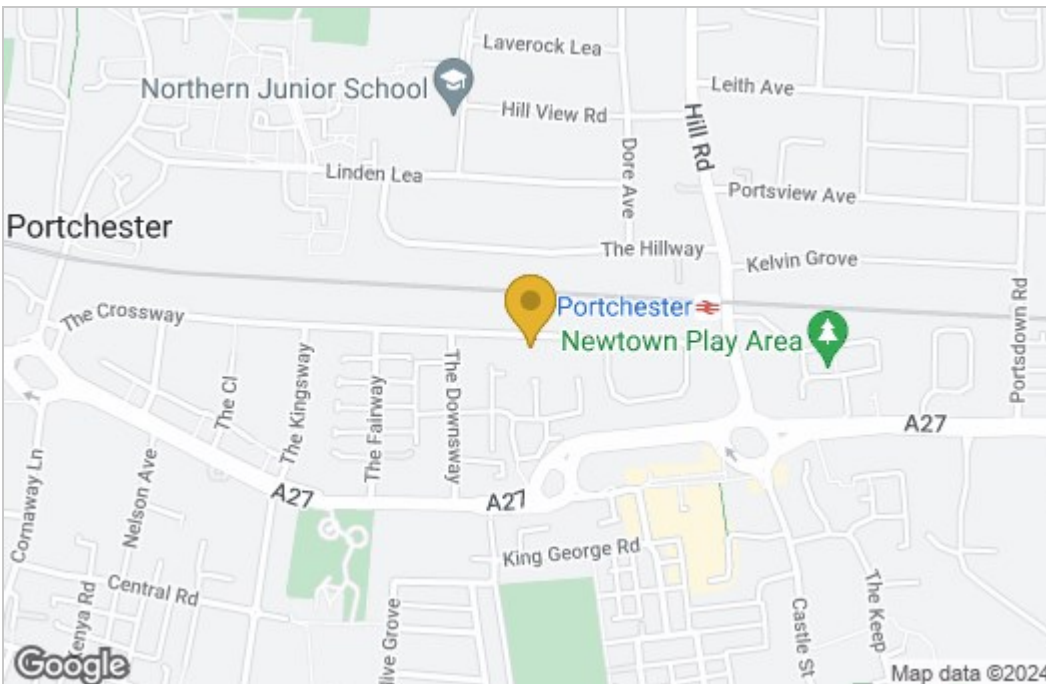 Laverock Lea
Northern Junior School
Leith Ave
Hill View Rd
Hill Rd
Dore Ave
Linden Lea
Portsview Ave
Portchester
The Hillway
Kelvin Grove
The Crossway
Portchester
Newtown Play Area
Portsdown Rd
The Cl
The Kingsway
The Fairway
The Downsway
A27
Cornaway Ln
Nelson Ave
A27
A27
King George Rd
Central Rd
Kenya Rd
Olive Grove
Castle St
The Keep
Google
Map data ©2024